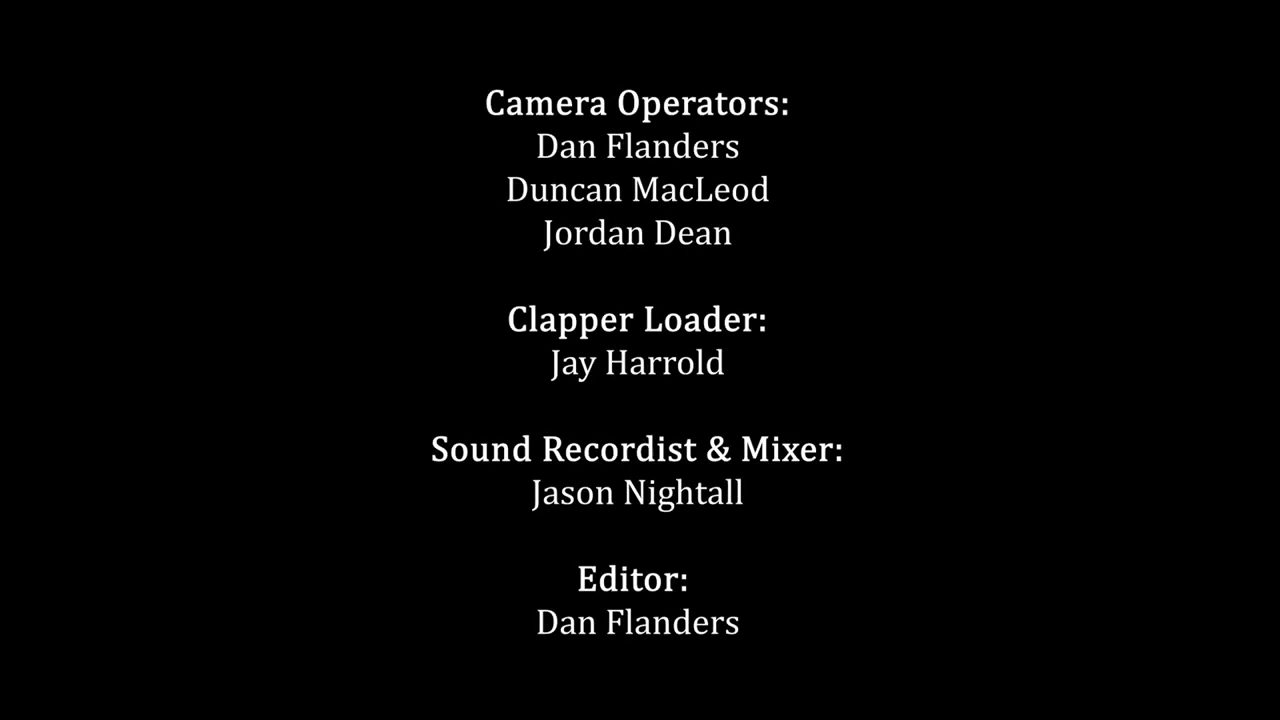 Camera Operators:
Dan Flanders
Duncan MacLeod
Jordan Dean
Clapper Loader:
Jay Harrold
Sound Recordist & Mixer:
Jason Nightall
Editor:
Dan Flanders